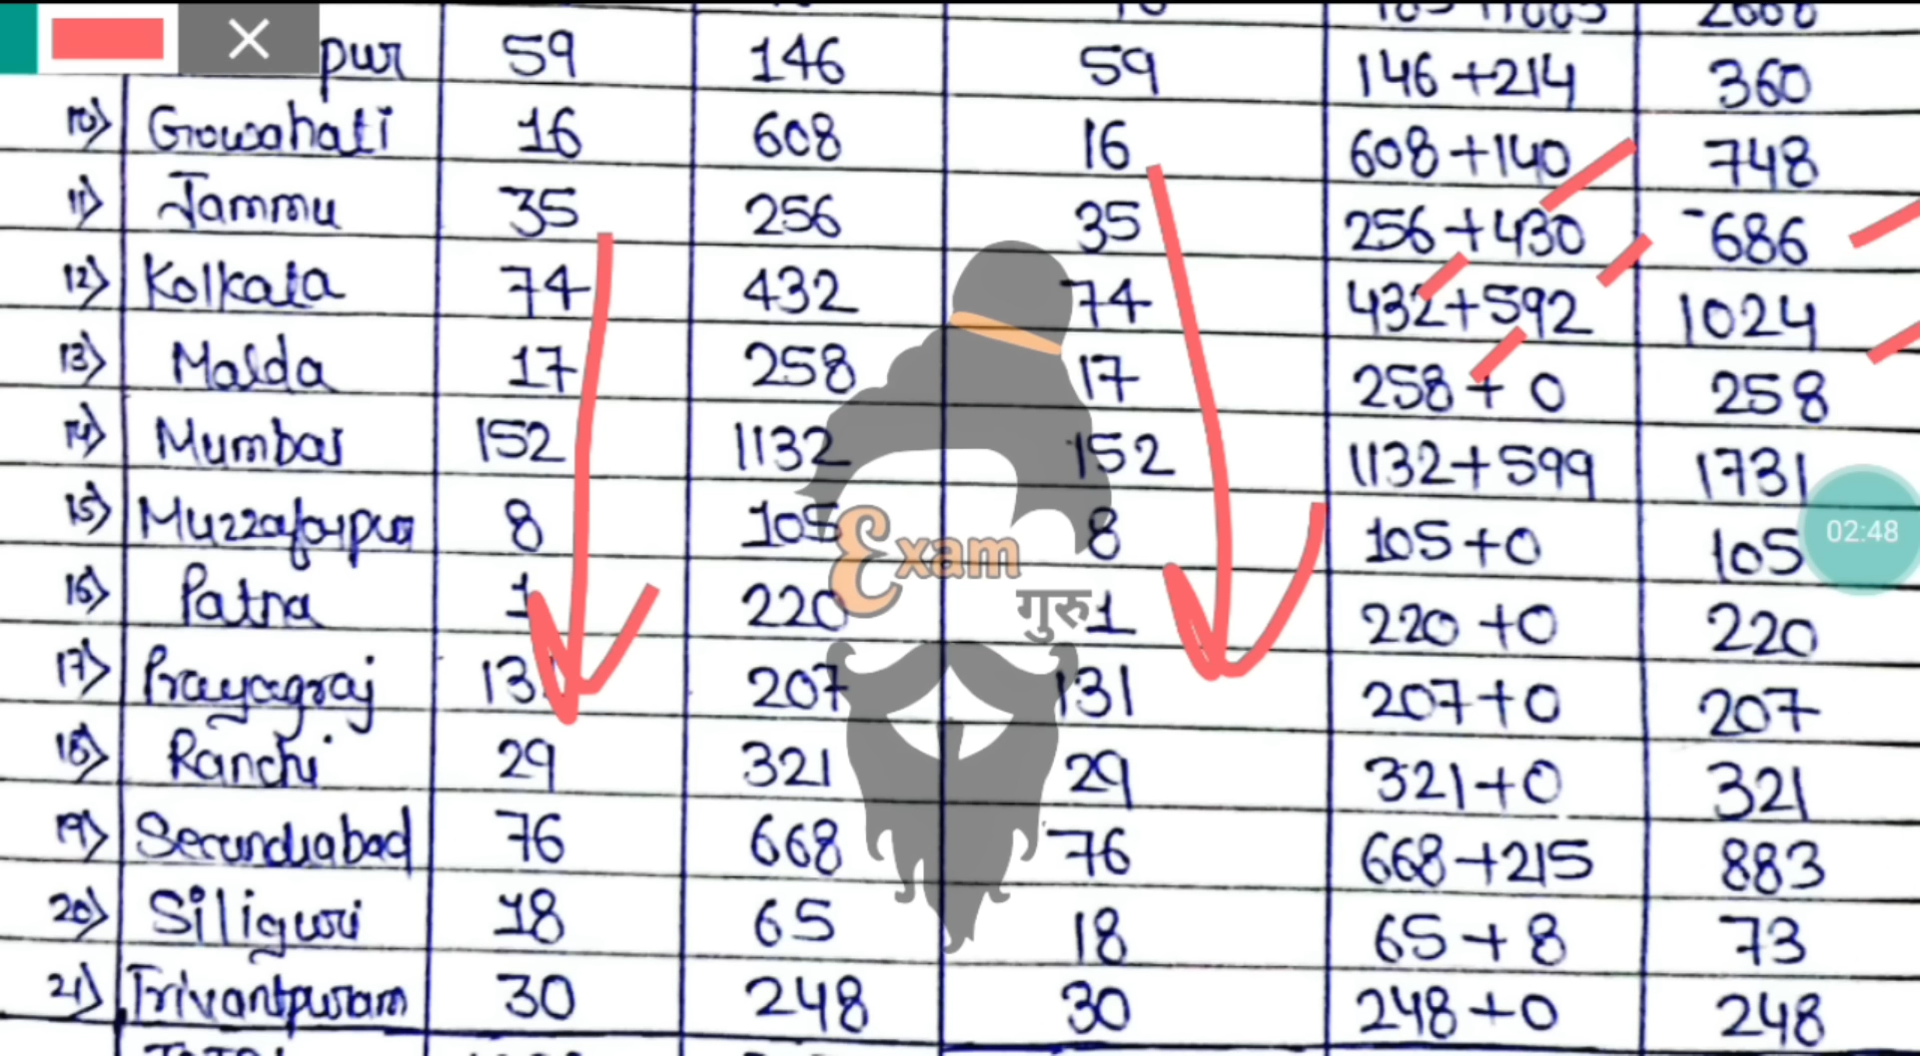 pur 59 146 59 146+214 360
10) Gowahati 16 608 16 608+140 748
11) Jammu 35 256 35 256+430 686
12) Kolkata 74 432 74 432+592 1024
13) Malda 17 258 17 258+0 258
14) Mumbai 152 1132 152 1132+599 1731
15) Muzzafarpur 8 105 8 105+0 105
02:48
Exam
गुरु
16) Patna 1 220 1 220+0 220
17) Prayagraj 131 207 131 207+0 207
18) Ranchi 29 321 29 321+0 321
19) Secundrabad 76 668 76 668+215 883
20) Siliguri 18 65 18 65+8 73
21) Trivantpuram 30 248 30 248+0 248